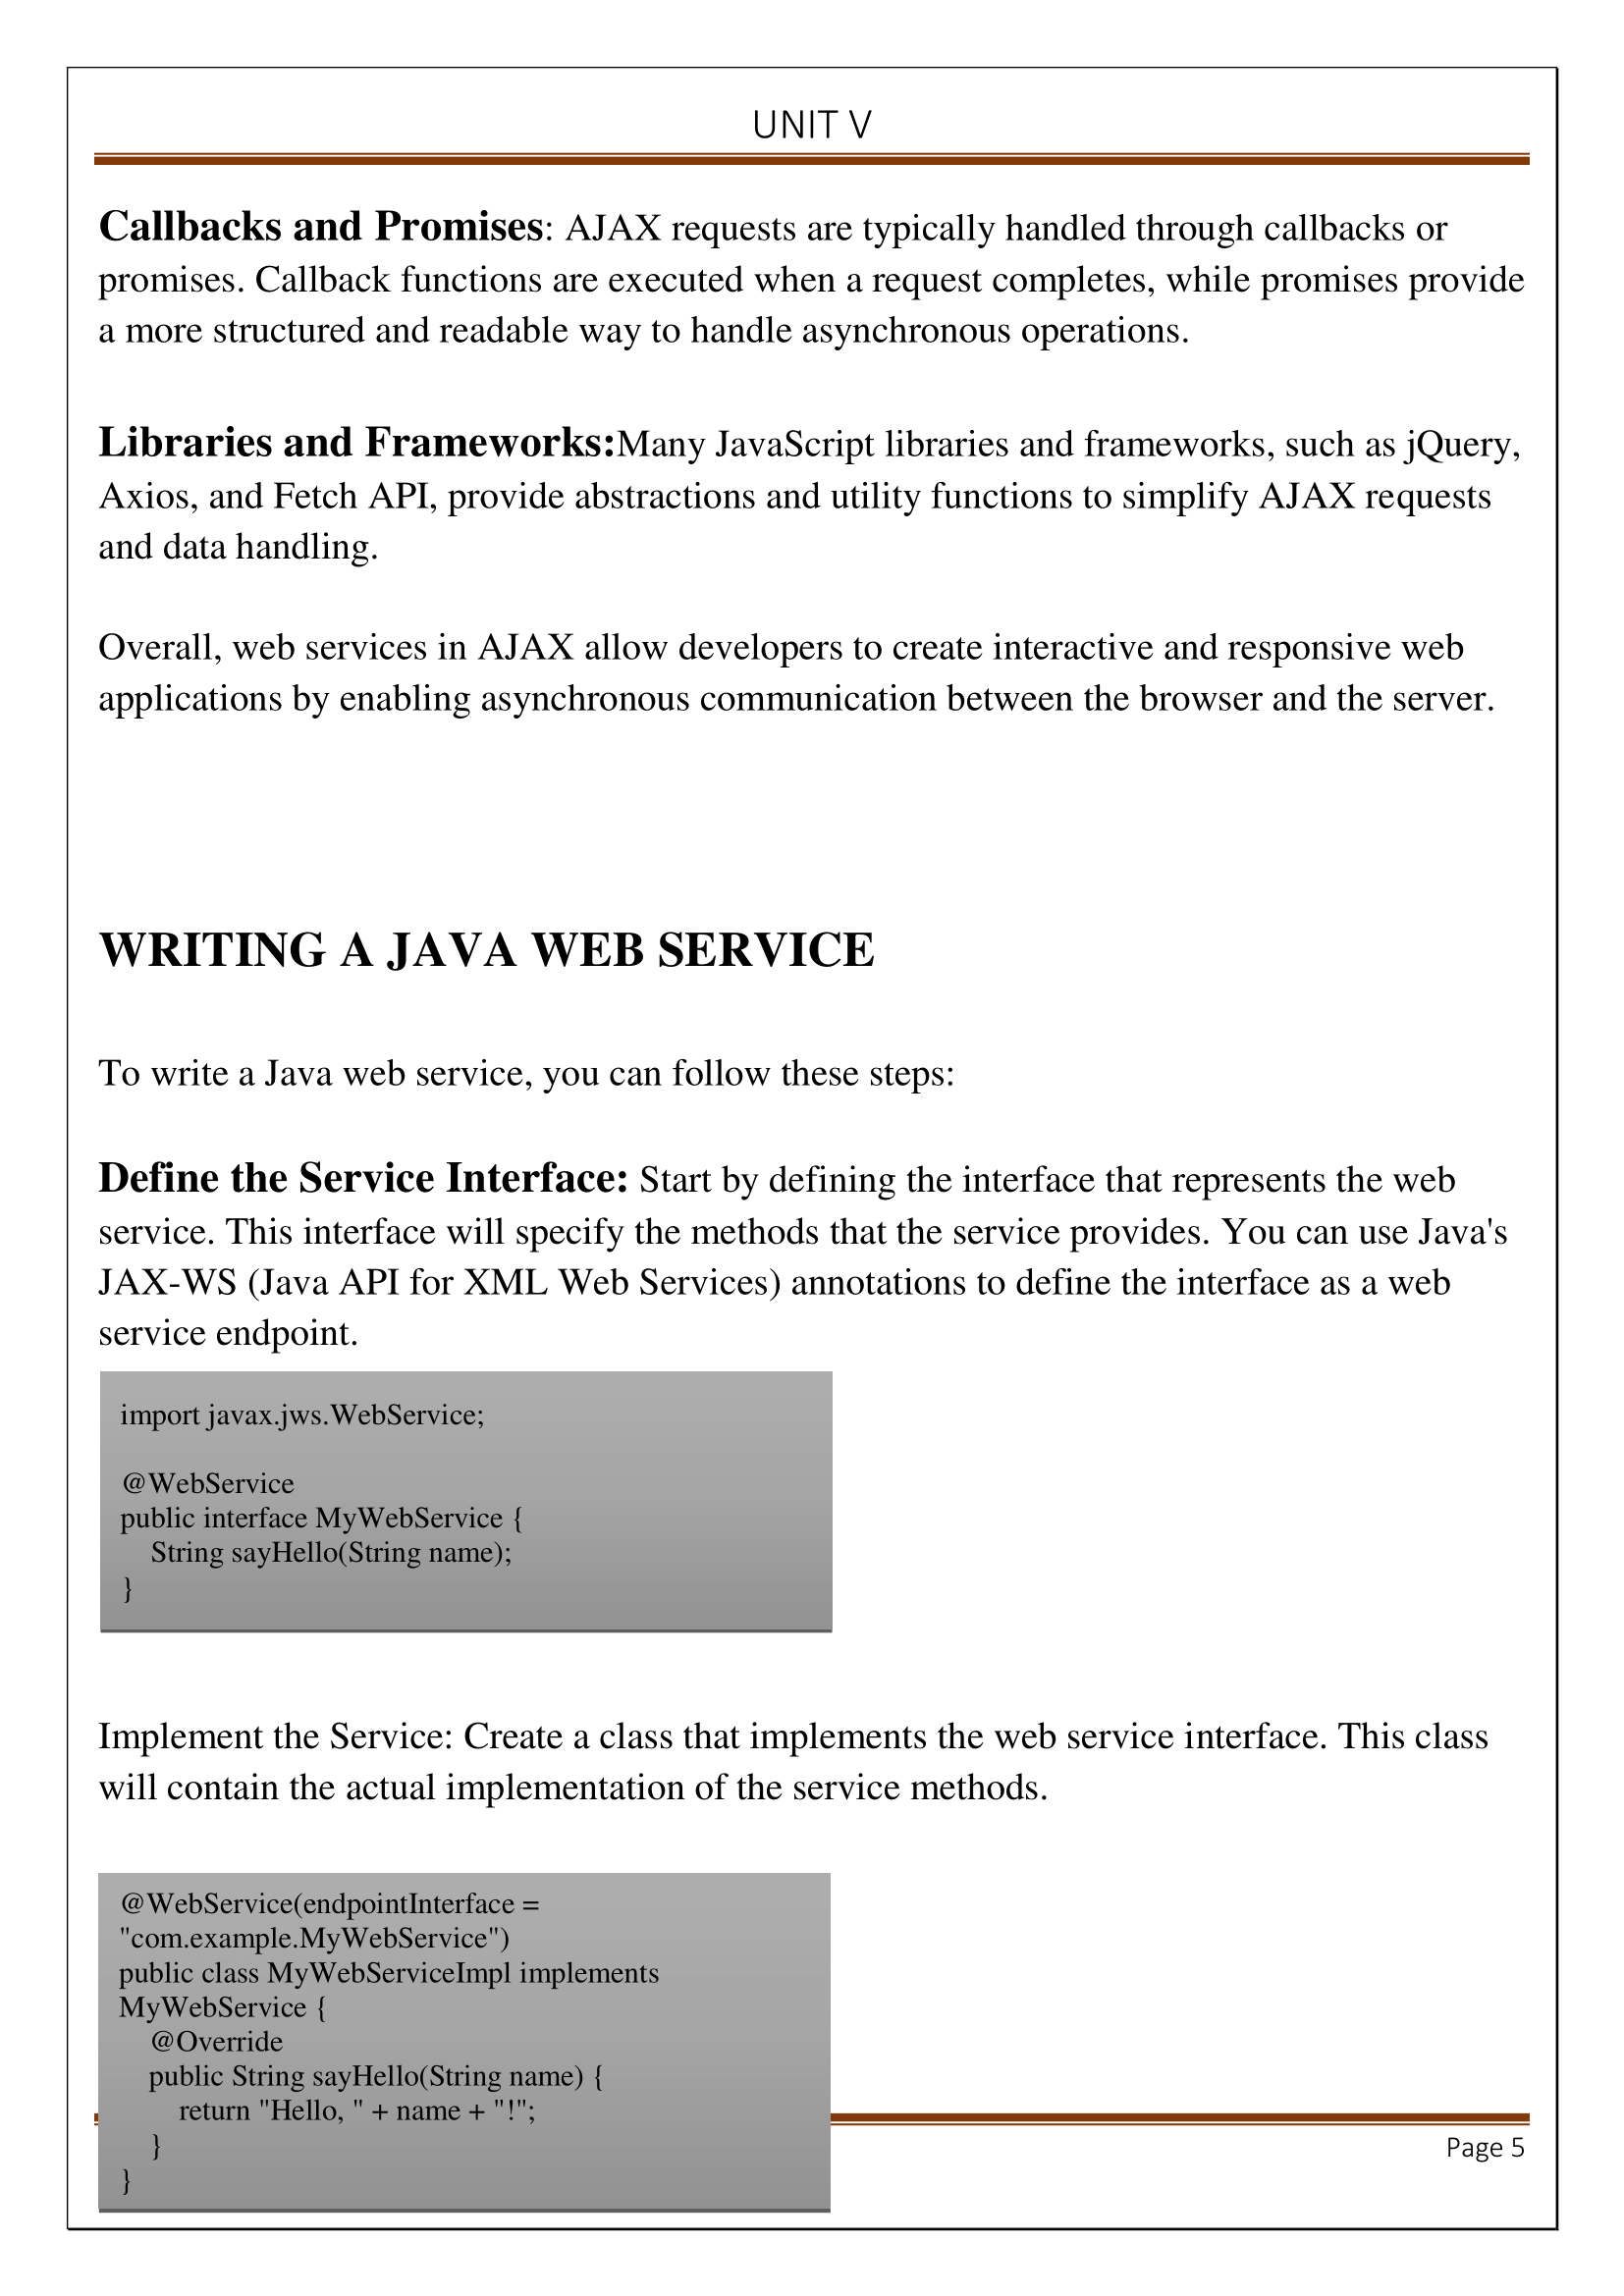 UNIT V
Callbacks and Promises: AJAX requests are typically handled through callbacks or
promises. Callback functions are executed when a request completes, while promises provide
a more structured and readable way to handle asynchronous operations.
Libraries and Frameworks:Many JavaScript libraries and frameworks, such as jQuery,
Axios, and Fetch API, provide abstractions and utility functions to simplify AJAX requests
and data handling.
Overall, web services in AJAX allow developers to create interactive and responsive web
applications by enabling asynchronous communication between the browser and the server.
WRITING A JAVA WEB SERVICE
To write a Java web service, you can follow these steps:
Define the Service Interface: Start by defining the interface that represents the web
service. This interface will specify the methods that the service provides. You can use Java's
JAX-WS (Java API for XML Web Services) annotations to define the interface as a web
service endpoint.
import javax.jws.WebService;
@WebService
public interface MyWebService {
    String sayHello(String name);
}
Implement the Service: Create a class that implements the web service interface. This class
will contain the actual implementation of the service methods.
@WebService(endpointInterface =
"com.example.MyWebService")
public class MyWebServiceImpl implements
MyWebService {
    @Override
    public String sayHello(String name) {
        return "Hello, " + name + "!";
    }
}
Page 5